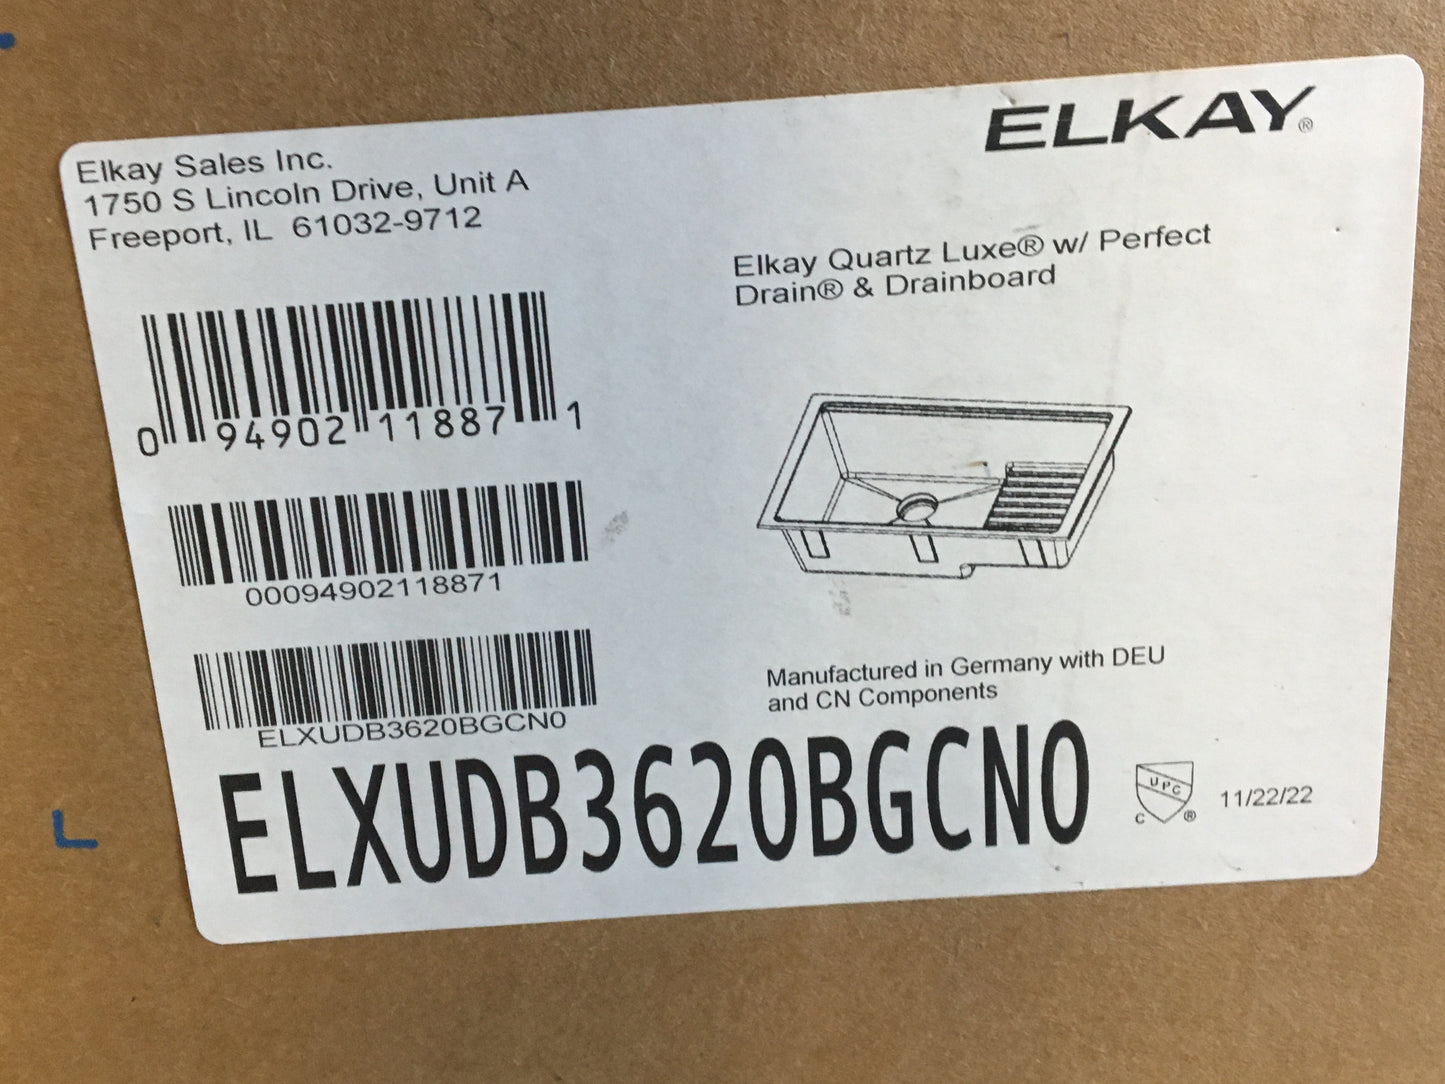 Elkay Sales Inc.
1750 S Lincoln Drive, Unit A
Freeport, IL 61032-9712
ELKAY®
Elkay Quartz Luxe® w/ Perfect
Drain® & Drainboard
0 94902 11887 1
00094902118871
ELXUDB3620BGCN0
Manufactured in Germany with DEU
and CN Components
ELXUDB3620BGCN0
UPC
C ®
11/22/22